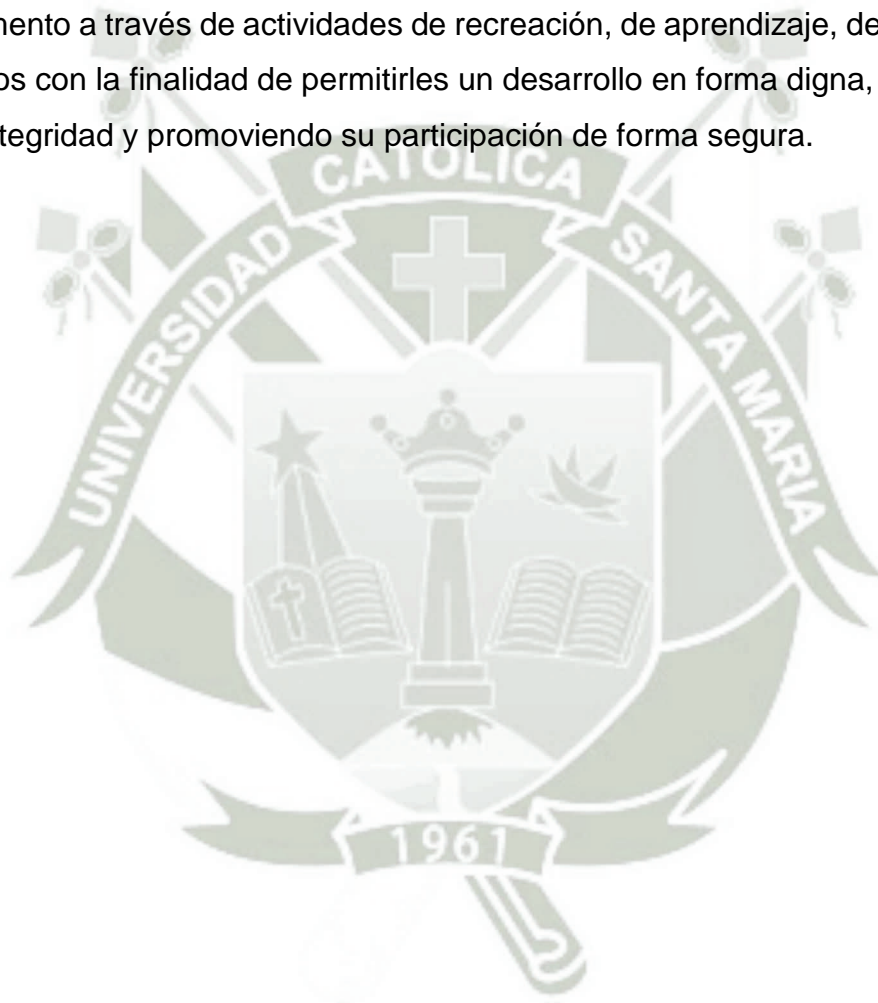 mento a través de actividades de recreación, de aprendizaje, de
os con la finalidad de permitirles un desarrollo en forma digna,
tegridad y promoviendo su participación de forma segura.
UNIVERSIDAD CATOLICA SANTA MARIA
1961